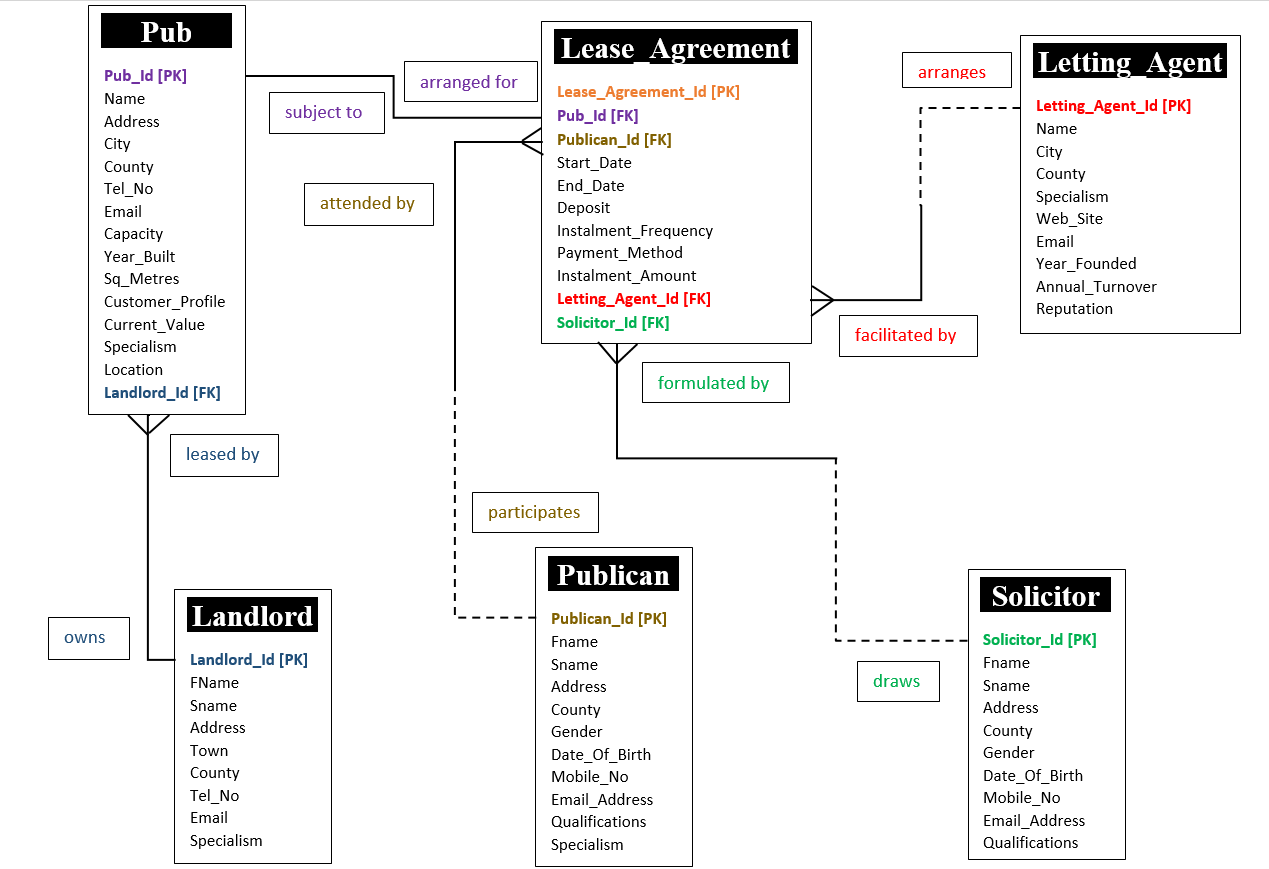 Pub
Pub_Id [PK]
Name
Address
City
County
Tel_No
Email
Capacity
Year_Built
Sq_Metres
Customer_Profile
Current_Value
Specialism
Location
Landlord_Id [FK]
subject to
arranged for
attended by
Lease_Agreement
Lease_Agreement_Id [PK]
Pub_Id [FK]
Publican_Id [FK]
Start_Date
End_Date
Deposit
Instalment_Frequency
Payment_Method
Instalment_Amount
Letting_Agent_Id [FK]
Solicitor_Id [FK]
arranges
facilitated by
Letting_Agent
Letting_Agent_Id [PK]
Name
City
County
Specialism
Web_Site
Email
Year_Founded
Annual_Turnover
Reputation
formulated by
leased by
participates
owns
Landlord
Landlord_Id [PK]
FName
Sname
Address
Town
County
Tel_No
Email
Specialism
Publican
Publican_Id [PK]
Fname
Sname
Address
County
Gender
Date_Of_Birth
Mobile_No
Email_Address
Qualifications
Specialism
draws
Solicitor
Solicitor_Id [PK]
Fname
Sname
Address
County
Gender
Date_Of_Birth
Mobile_No
Email_Address
Qualifications